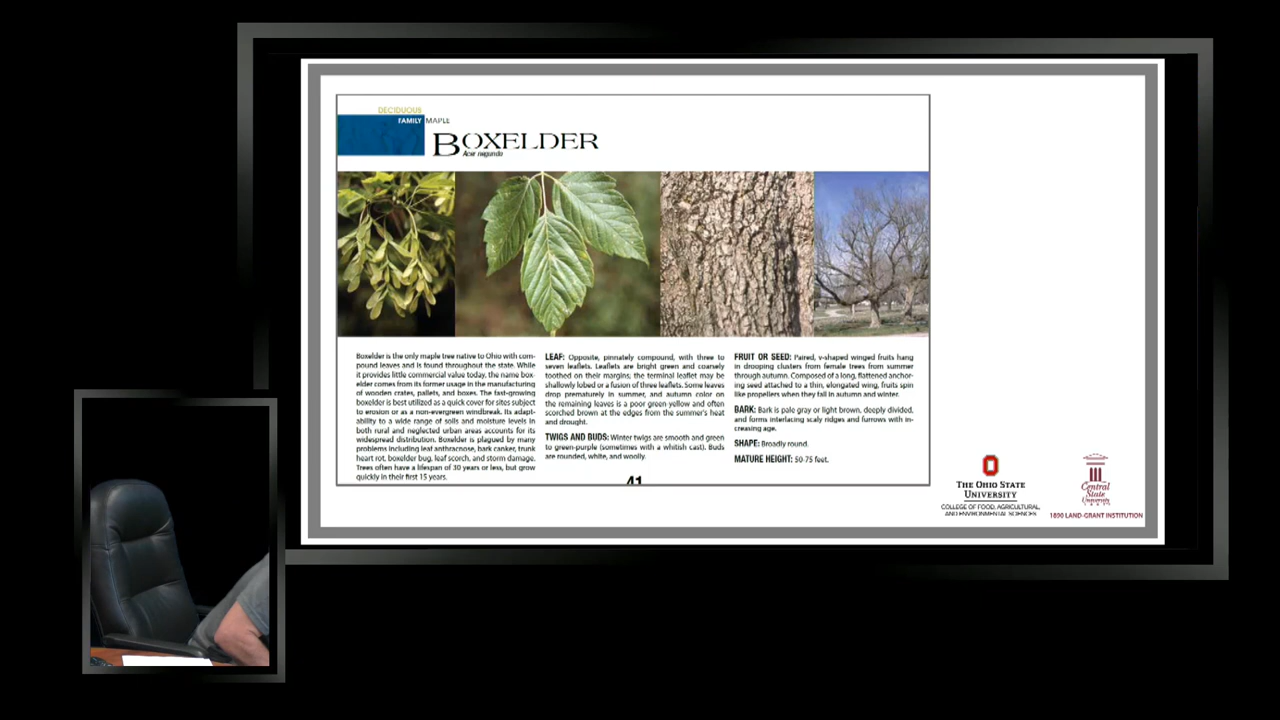 DECIDUOUS
FAMILY MAPLE
BOXELDER
Acer negundo
Boxelder is the only maple tree native to Ohio with com-
pound leaves and is found throughout the state. While
it provides little commercial value today, the name box-
elder comes from its former usage in the manufacturing
of wooden crates, pallets, and boxes. The fast-growing
boxelder is best utilized as a quick cover for sites subject
to erosion or as a non-evergreen windbreak. Its adapt-
ability to a wide range of soils and moisture levels in
both rural and neglected urban areas accounts for its
widespread distribution. Boxelder is plagued by many
problems including leaf anthracnose, bark canker, trunk
heart rot, boxelder bug, leaf scorch, and storm damage.
Trees often have a lifespan of 30 years or less, but grow
quickly in their first 15 years.
LEAF: Opposite, pinnately compound, with three to
seven leaflets. Leaflets are bright green and coarsely
toothed on their margins; the terminal leaflet may be
shallowly lobed or a fusion of three leaflets. Some leaves
drop prematurely in summer, and autumn color on
the remaining leaves is a poor green yellow and often
scorched brown at the edges from the summer's heat
and drought.
TWIGS AND BUDS: Winter twigs are smooth and green
to green-purple (sometimes with a whitish cast). Buds
are rounded, white, and woolly.
FRUIT OR SEED: Paired, v-shaped winged fruits hang
in drooping clusters from female trees from summer
through autumn. Composed of a long, flattened anchor-
ing seed attached to a thin, elongated wing, fruits spin
like propellers when they fall in autumn and winter.
BARK: Bark is pale gray or light brown, deeply divided,
and forms interlacing scaly ridges and furrows with in-
creasing age.
SHAPE: Broadly round.
MATURE HEIGHT: 50-75 feet.
41
THE OHIO STATE
UNIVERSITY
COLLEGE OF FOOD, AGRICULTURAL,
AND ENVIRONMENTAL SCIENCES
Central
State
University
1890 LAND-GRANT INSTITUTION